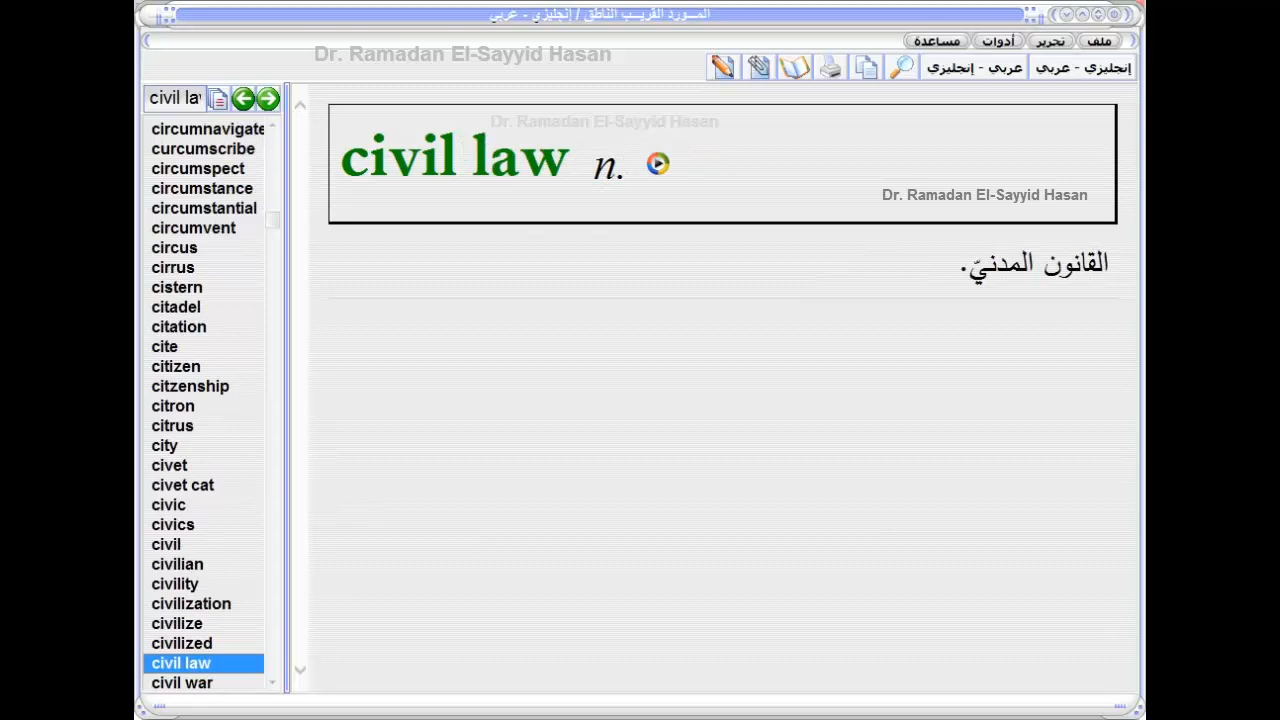 المـورد القريـب الناطق / إنجليزي - عربي
ملف
تحرير
أدوات
مساعدة
Dr. Ramadan El-Sayyid Hasan
إنجليزي - عربي
عربي - إنجليزي
civil law
circumnavigate
curcumscribe
circumspect
circumstance
circumstantial
circumvent
circus
cirrus
cistern
citadel
citation
cite
citizen
citzenship
citron
citrus
city
civet
civet cat
civic
civics
civil
civilian
civility
civilization
civilize
civilized
civil law
civil war
Dr. Ramadan El-Sayyid Hasan
civil law n.
Dr. Ramadan El-Sayyid Hasan
القانون المدنيّ.